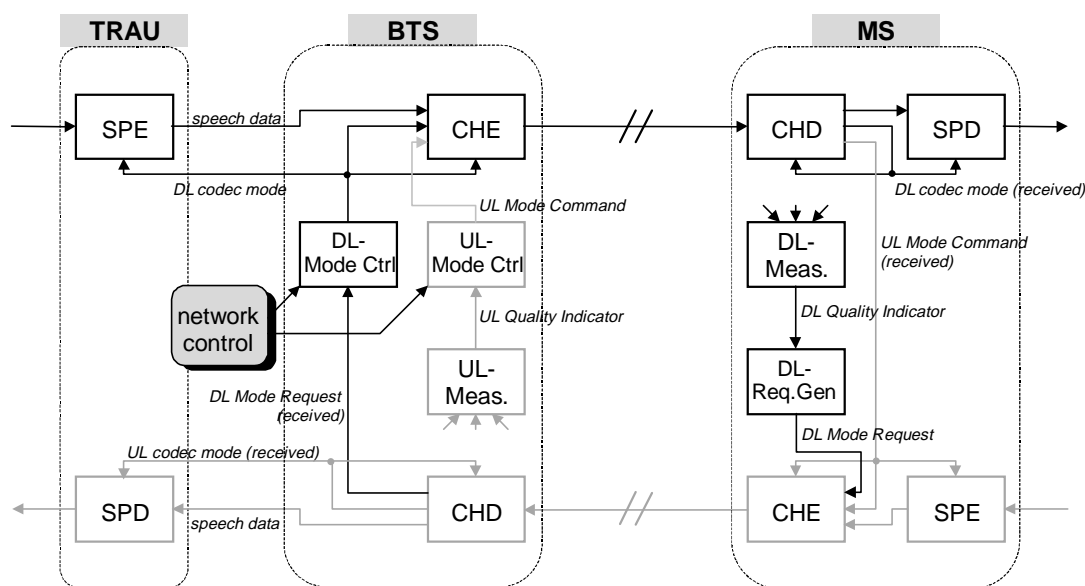 TRAU
BTS
MS
SPE
speech data
CHE
CHD
SPD
DL codec mode
DL codec mode (received)
UL Mode Command
DL-
Mode Ctrl
UL-
Mode Ctrl
DL-
Meas.
UL Mode Command
(received)
network
control
UL Quality Indicator
DL Quality Indicator
UL-
Meas.
DL-
Req.Gen
DL Mode Request
(received)
DL Mode Request
UL codec mode (received)
SPD
speech data
CHD
CHE
SPE